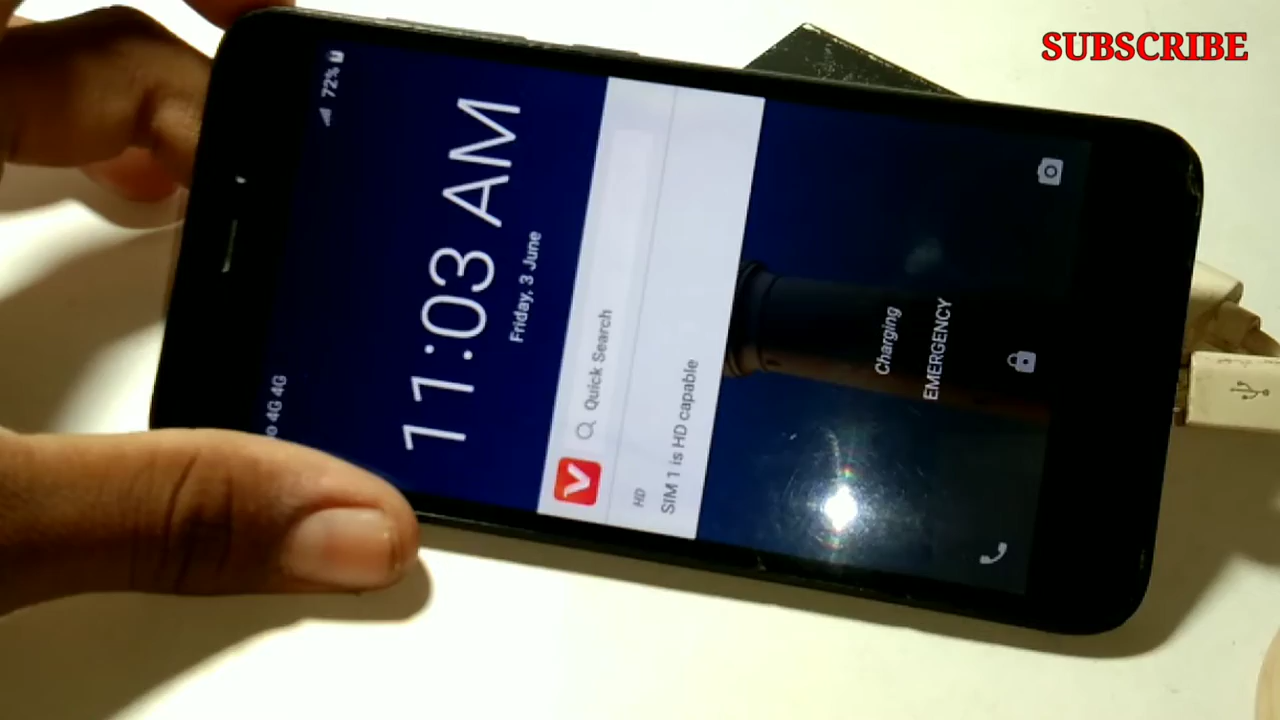 SUBSCRIBE
4G 4G
72%
11:03 AM
Friday, 3 June
V
Quick Search
HD
SIM 1 is HD capable
Charging
EMERGENCY